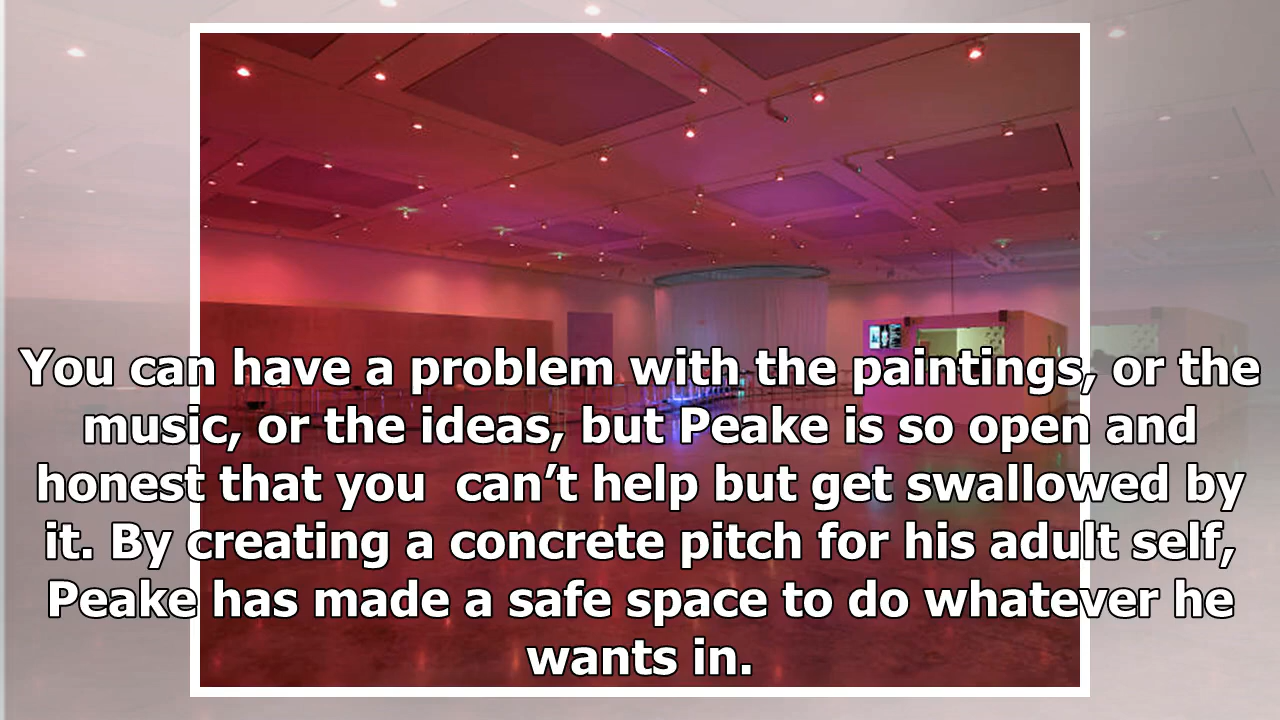 You can have a problem with the paintings, or the
music, or the ideas, but Peake is so open and
honest that you  can’t help but get swallowed by
it. By creating a concrete pitch for his adult self,
Peake has made a safe space to do whatever he
wants in.